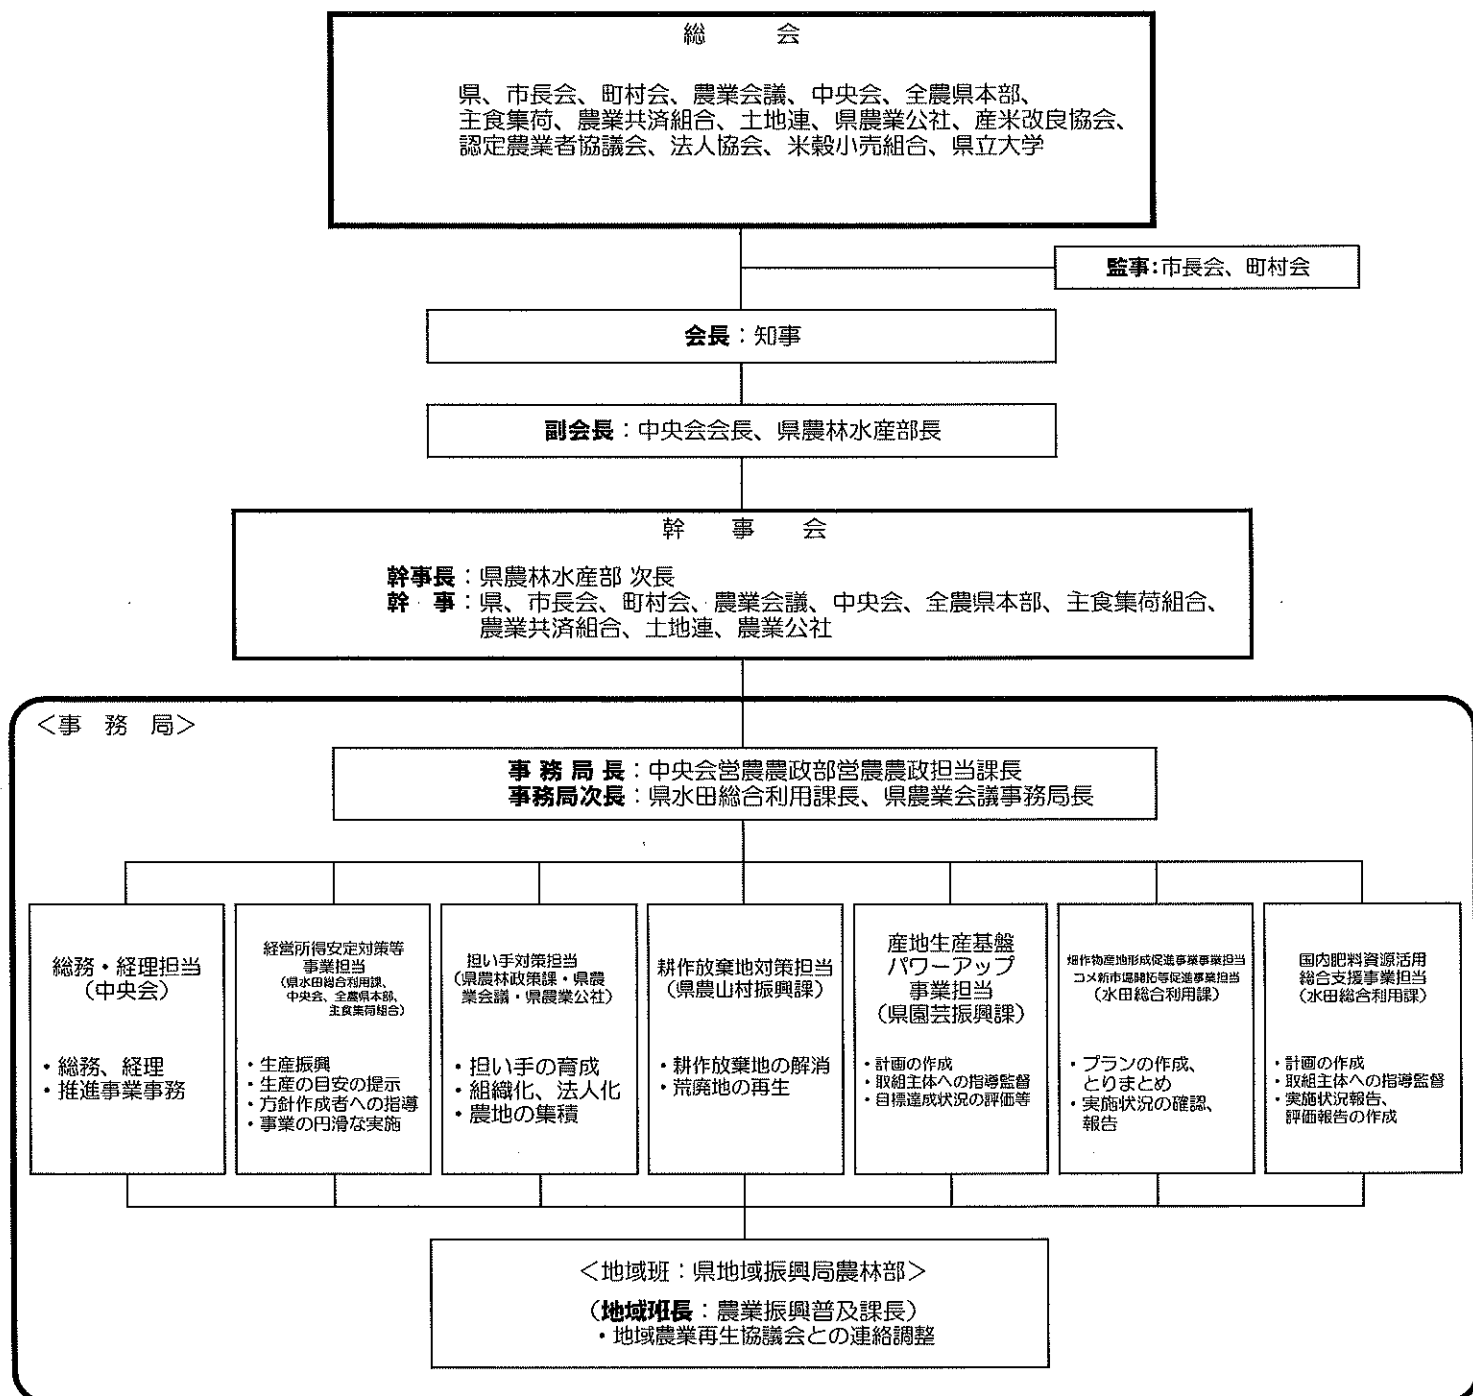 総 会
県、市長会、町村会、農業会議、中央会、全農県本部、
主食集荷、農業共済組合、土地連、県農業公社、産米改良協会、
認定農業者協議会、法人協会、米穀小売組合、県立大学
監事：市長会、町村会
会長：知事
副会長：中央会会長、県農林水産部長
幹 事 会
幹事長：県農林水産部 次長
幹 事：県、市長会、町村会、農業会議、中央会、全農県本部、主食集荷組合、
農業共済組合、土地連、農業公社
＜事 務 局＞
事 務 局 長：中央会営農農政部営農農政担当課長
事務局次長：県水田総合利用課長、県農業会議事務局長
総務・経理担当
（中央会）
・総務、経理
・推進事業事務
経営所得安定対策等
事業担当
（県水田総合利用課、
中央会、全農県本部、
主食集荷組合）
・生産振興
・生産の目安の提示
・方針作成者への指導
・事業の円滑な実施
担い手対策担当
（県農林政策課・県農
業会議・県農業公社）
・担い手の育成
・組織化、法人化
・農地の集積
耕作放棄地対策担当
（県農山村振興課）
・耕作放棄地の解消
・荒廃地の再生
産地生産基盤
パワーアップ
事業担当
（県園芸振興課）
・計画の作成
・取組主体への指導監督
・目標達成状況の評価等
畑作物産地形成促進事業事業担当
コメ新市場開拓等促進事業担当
（水田総合利用課）
・プランの作成、
とりまとめ
・実施状況の確認、
報告
国内肥料資源活用
総合支援事業担当
（水田総合利用課）
・計画の作成
・取組主体への指導監督
・実施状況報告、
評価報告の作成
＜地域班：県地域振興局農林部＞
（地域班長：農業振興普及課長）
・地域農業再生協議会との連絡調整